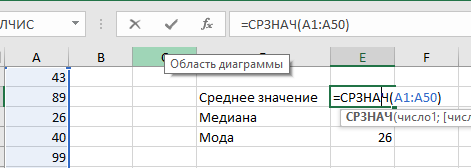 ЛЧИС =СРЗНАЧ(A1:A50)
A B C E F
43 Область диаграммы
89 Среднее значение =СРЗНАЧ(A1:A50)
26 Медиана СРЗНАЧ(число1; [чис
40 Мода 26
99